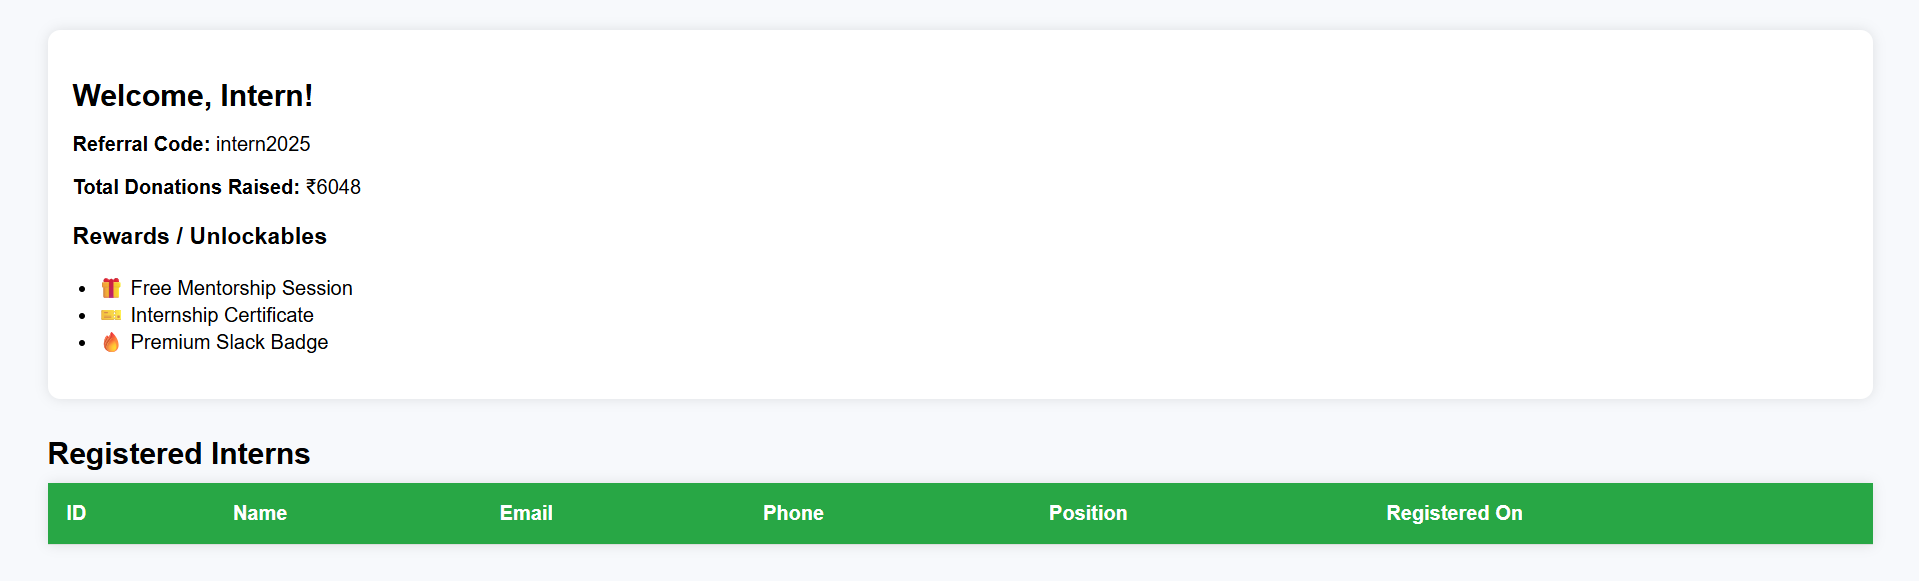 Welcome, Intern!
Referral Code: intern2025
Total Donations Raised: ₹6048
Rewards / Unlockables
• 🎁 Free Mentorship Session
• 🎫 Internship Certificate
• 🔥 Premium Slack Badge
Registered Interns
ID Name Email Phone Position Registered On